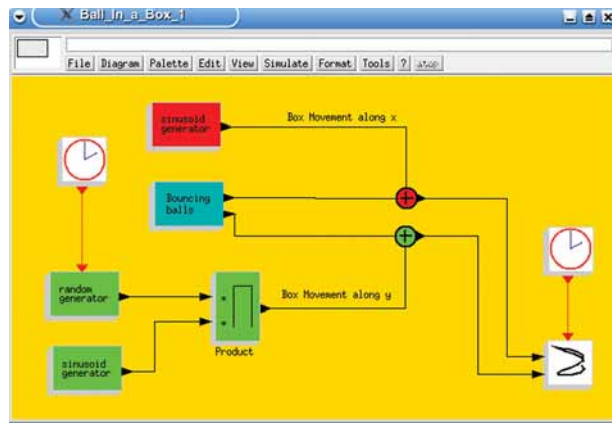 Ball_In_a_Box_1
File Diagram Palette Edit View Simulate Format Tools ? stop
sinusoid
generator
Box Movement along x
Bouncing
balls
random
generator
Box Movement along y
Product
sinusoid
generator